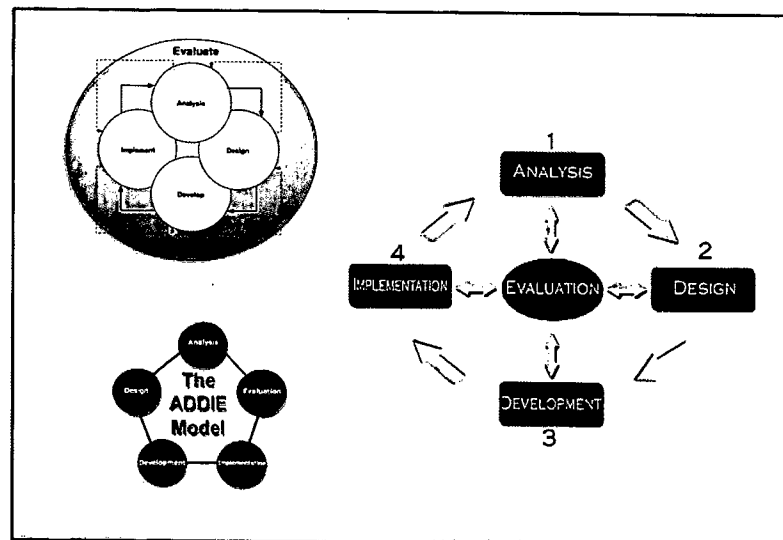 Evaluate
Analysis
Implement
Design
Develop
1
ANALYSIS
4
2
IMPLEMENTATION
EVALUATION
DESIGN
DEVELOPMENT
3
Analysis
Design
The
ADDIE
Model
Evaluation
Development
Implementation